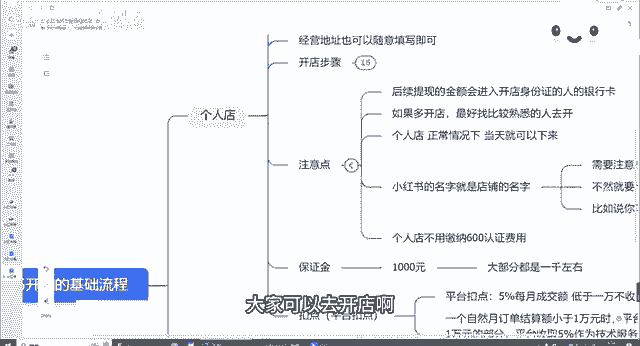 经营地址也可以随意填写即可
开店步骤
16
后续提现的金额会进入开店身份证的人的银行卡
如果多开店，最好找比较熟悉的人去开
个人店
个人店 正常情况下 当天就可以下来
注意点
需要注意
小红书的名字就是店铺的名字
不然就要
比如说你
个人店不用缴纳600认证费用
的基础流程
保证金
1000元
大部分都是一千左右
大家可以去开店啊
扣点（平台扣点）
平台扣点：5%每月成交额 低于一万不收
一个自然月订单结算额小于1万元时，平台
1万元的部分，平台收取5%作为技术服务